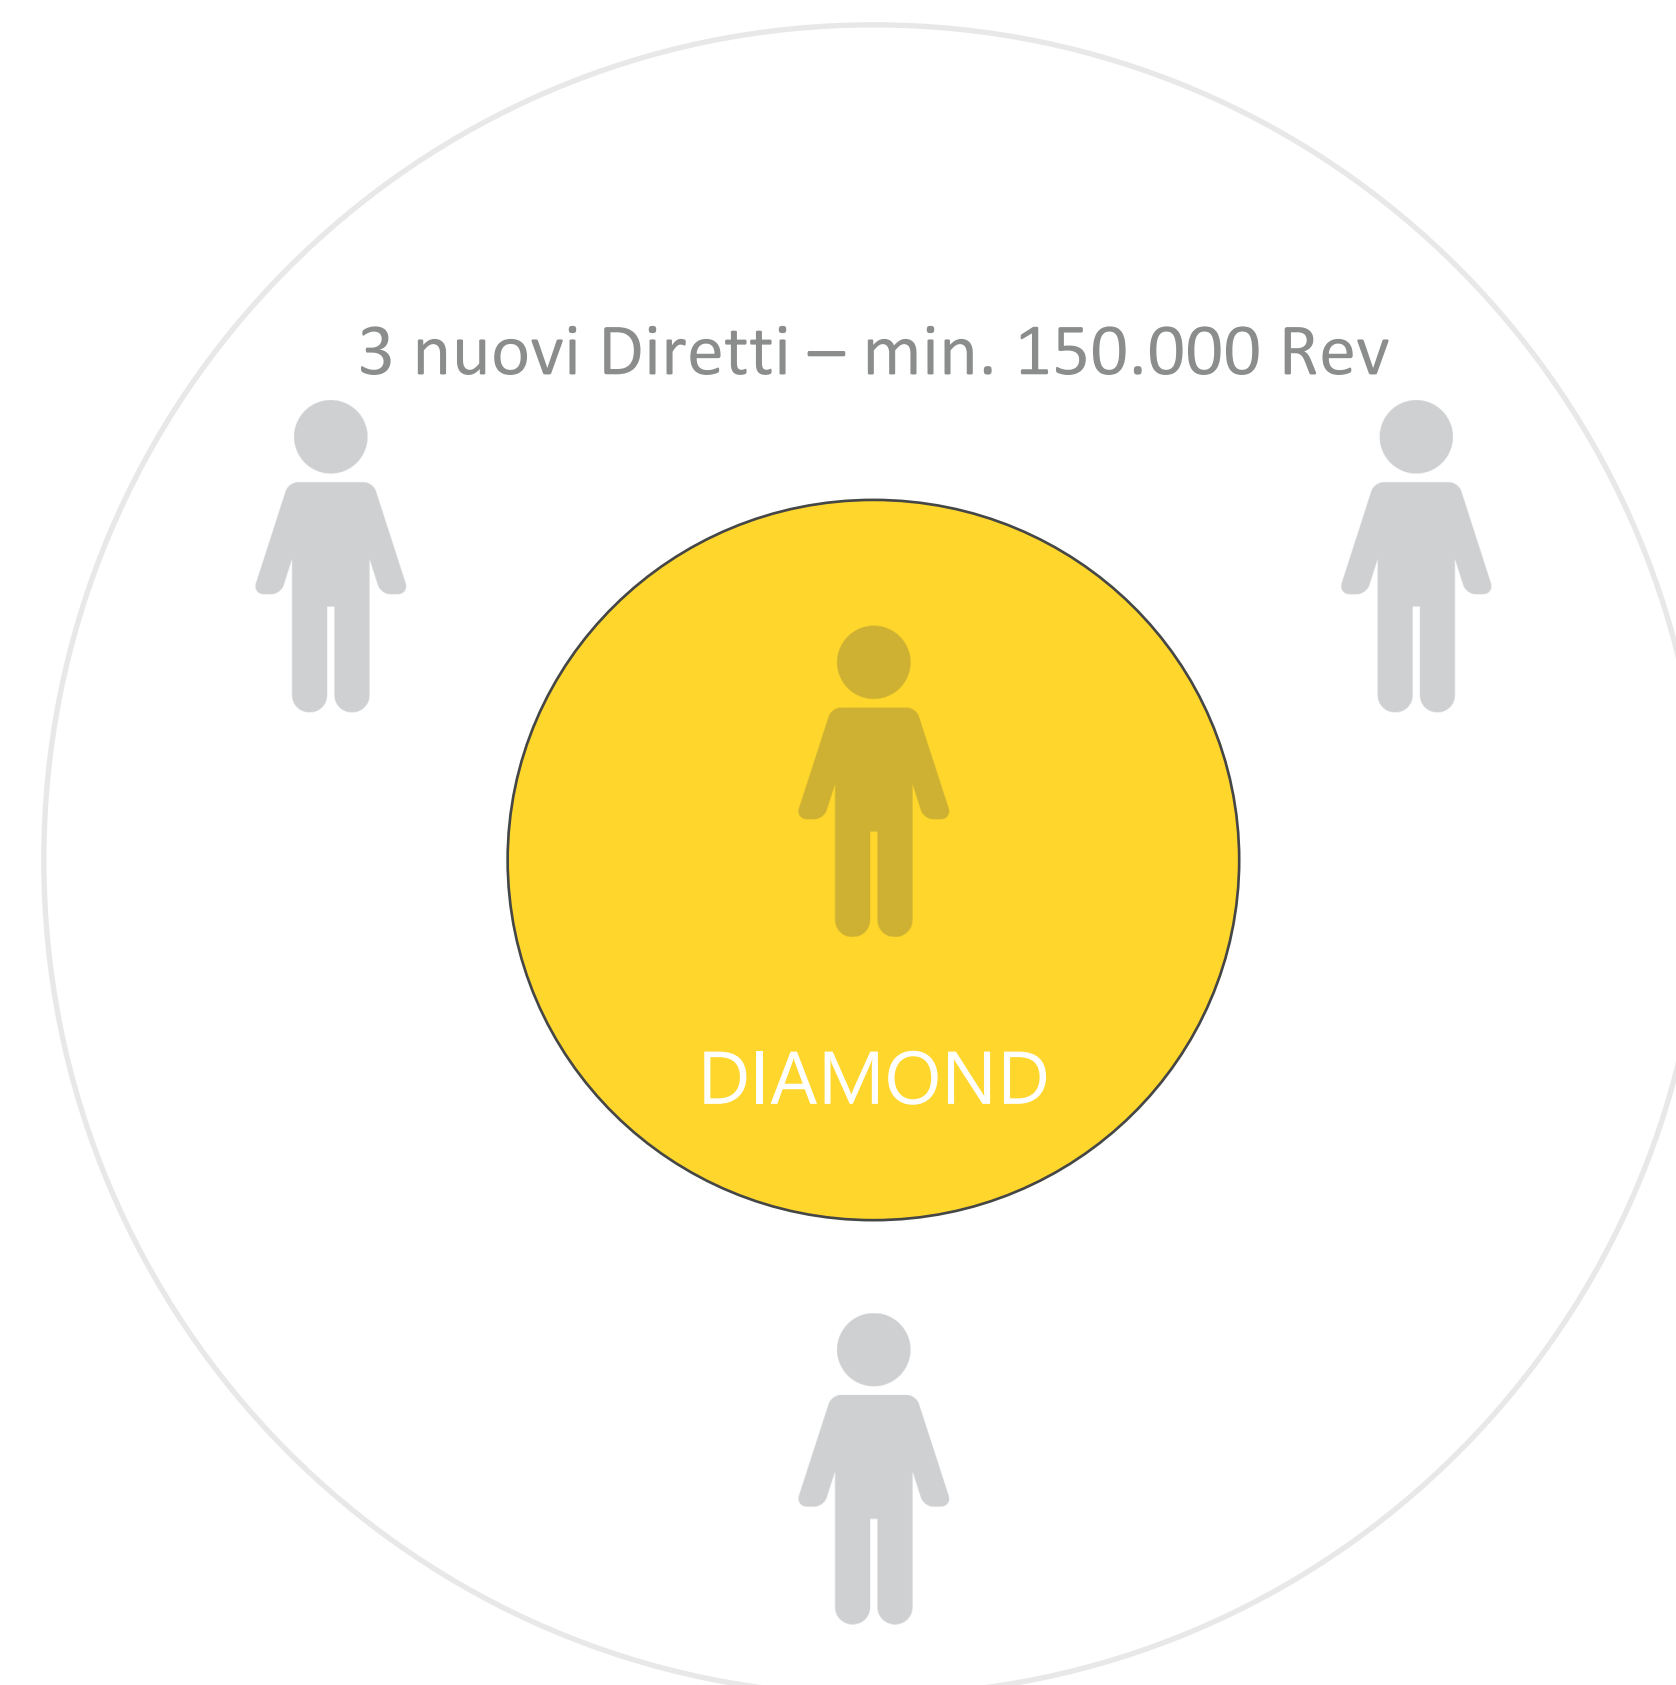 3 nuovi Diretti – min. 150.000 Rev
DIAMOND